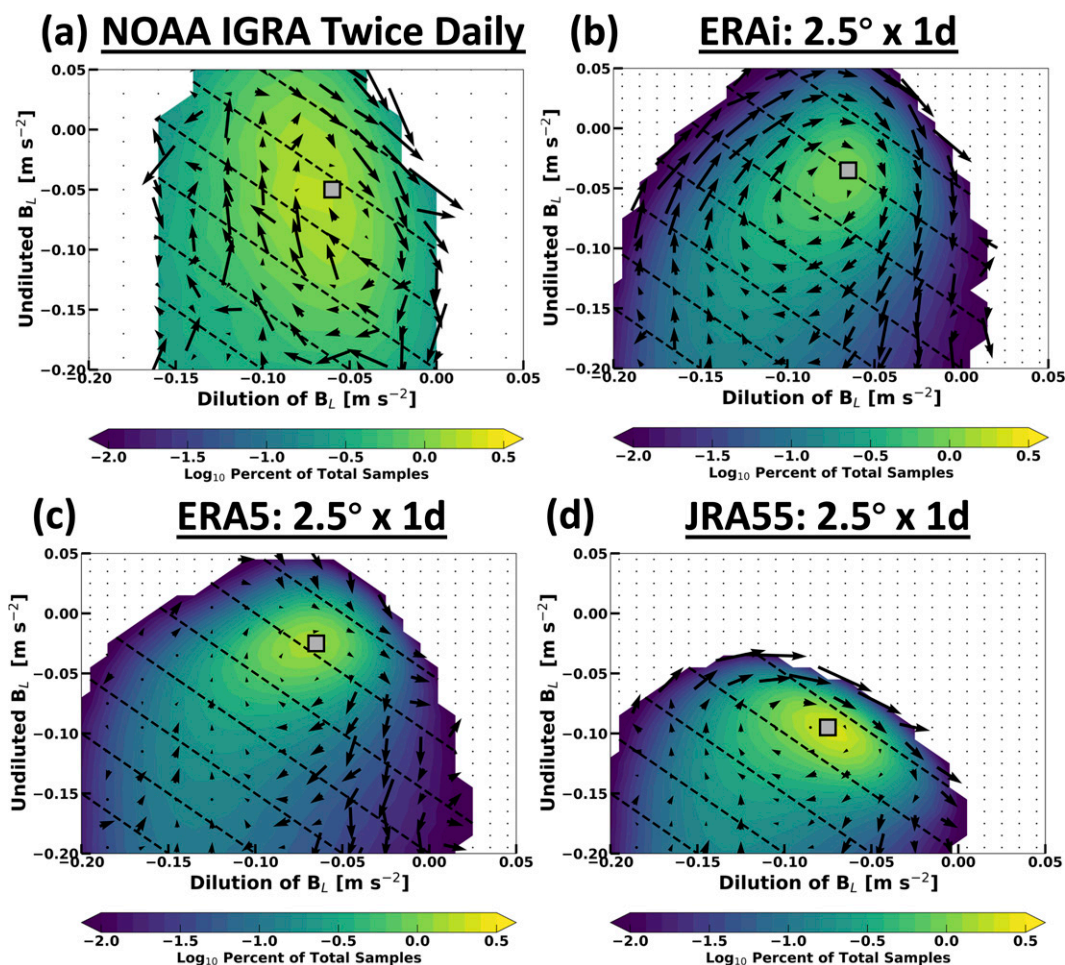 (a) NOAA IGRA Twice Daily
Undiluted B_L [m s⁻²]
0.05
0.00
−0.05
−0.10
−0.15
−0.20
−0.20 −0.15 −0.10 −0.05 0.00 0.05
Dilution of B_L [m s⁻²]
−2.0 −1.5 −1.0 −0.5 0.0 0.5
Log₁₀ Percent of Total Samples
(b) ERAi: 2.5° x 1d
Undiluted B_L [m s⁻²]
0.05
0.00
−0.05
−0.10
−0.15
−0.20
−0.20 −0.15 −0.10 −0.05 0.00 0.05
Dilution of B_L [m s⁻²]
−2.0 −1.5 −1.0 −0.5 0.0 0.5
Log₁₀ Percent of Total Samples
(c) ERA5: 2.5° x 1d
Undiluted B_L [m s⁻²]
0.05
0.00
−0.05
−0.10
−0.15
−0.20
−0.20 −0.15 −0.10 −0.05 0.00 0.05
Dilution of B_L [m s⁻²]
−2.0 −1.5 −1.0 −0.5 0.0 0.5
Log₁₀ Percent of Total Samples
(d) JRA55: 2.5° x 1d
Undiluted B_L [m s⁻²]
0.05
0.00
−0.05
−0.10
−0.15
−0.20
−0.20 −0.15 −0.10 −0.05 0.00 0.05
Dilution of B_L [m s⁻²]
−2.0 −1.5 −1.0 −0.5 0.0 0.5
Log₁₀ Percent of Total Samples